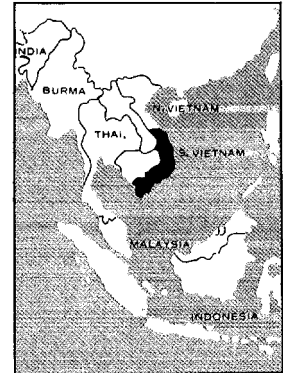 INDIA
BURMA
N. VIETNAM
THAI.
S. VIETNAM
MALAYSIA
INDONESIA